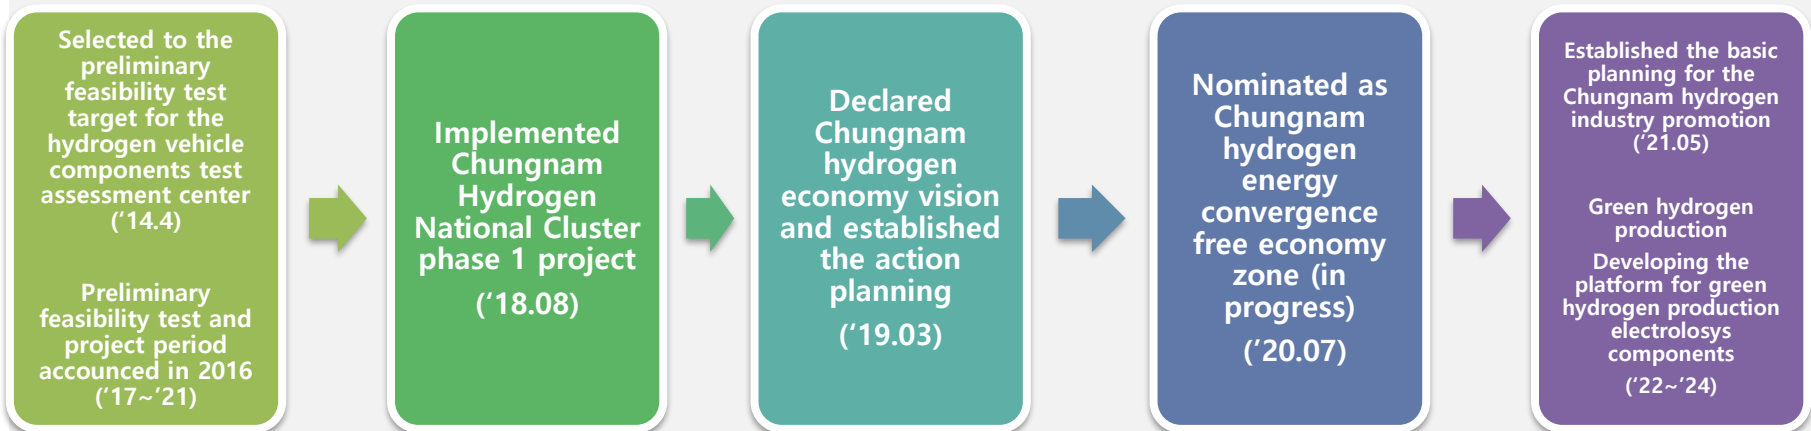 Selected to the
preliminary
feasibility test
target for the
hydrogen vehicle
components test
assessment center
(‘14.4)
Preliminary
feasibility test and
project period
accounced in 2016
(‘17~’21)
Implemented
Chungnam
Hydrogen
National Cluster
phase 1 project
(‘18.08)
Declared
Chungnam
hydrogen
economy vision
and established
the action
planning
(‘19.03)
Nominated as
Chungnam
hydrogen
energy
convergence
free economy
zone (in
progress)
(’20.07)
Established the basic
planning for the
Chungnam hydrogen
industry promotion
(‘21.05)
Green hydrogen
production
Developing the
platform for green
hydrogen production
electrolosys
components
(‘22~’24)